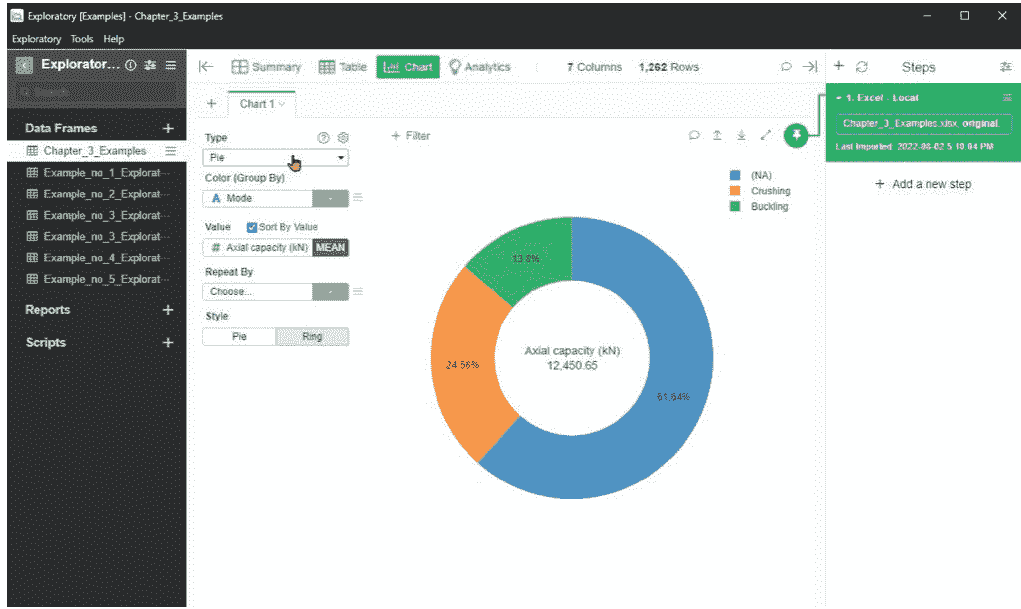 Exploratory [Examples] - Chapter_3_Examples
Exploratory Tools Help
Explorator...
Search
Data Frames +
Chapter_3_Examples
Example_no_1_Explorat...
Example_no_2_Explorat...
Example_no_3_Explorat...
Example_no_3_Explorat...
Example_no_4_Explorat...
Example_no_5_Explorat...
Reports +
Scripts +
Summary Table Chart Analytics 7 Columns 1,262 Rows
+ Chart 1
Type
Pie
Color (Group By)
A Mode -
Value Sort By Value
# Axial capacity (kN) MEAN
Repeat By
Choose... -
Style
Pie Ring
+ Filter
(NA)
Crushing
Buckling
13.8%
24.56%
61.64%
Axial capacity (kN)
12,450.65
+ Steps
1. Excel - Local
Chapter_3_Examples.xlsx, original.
Last Imported: 2022-08-02 5:10:04 PM
+ Add a new step